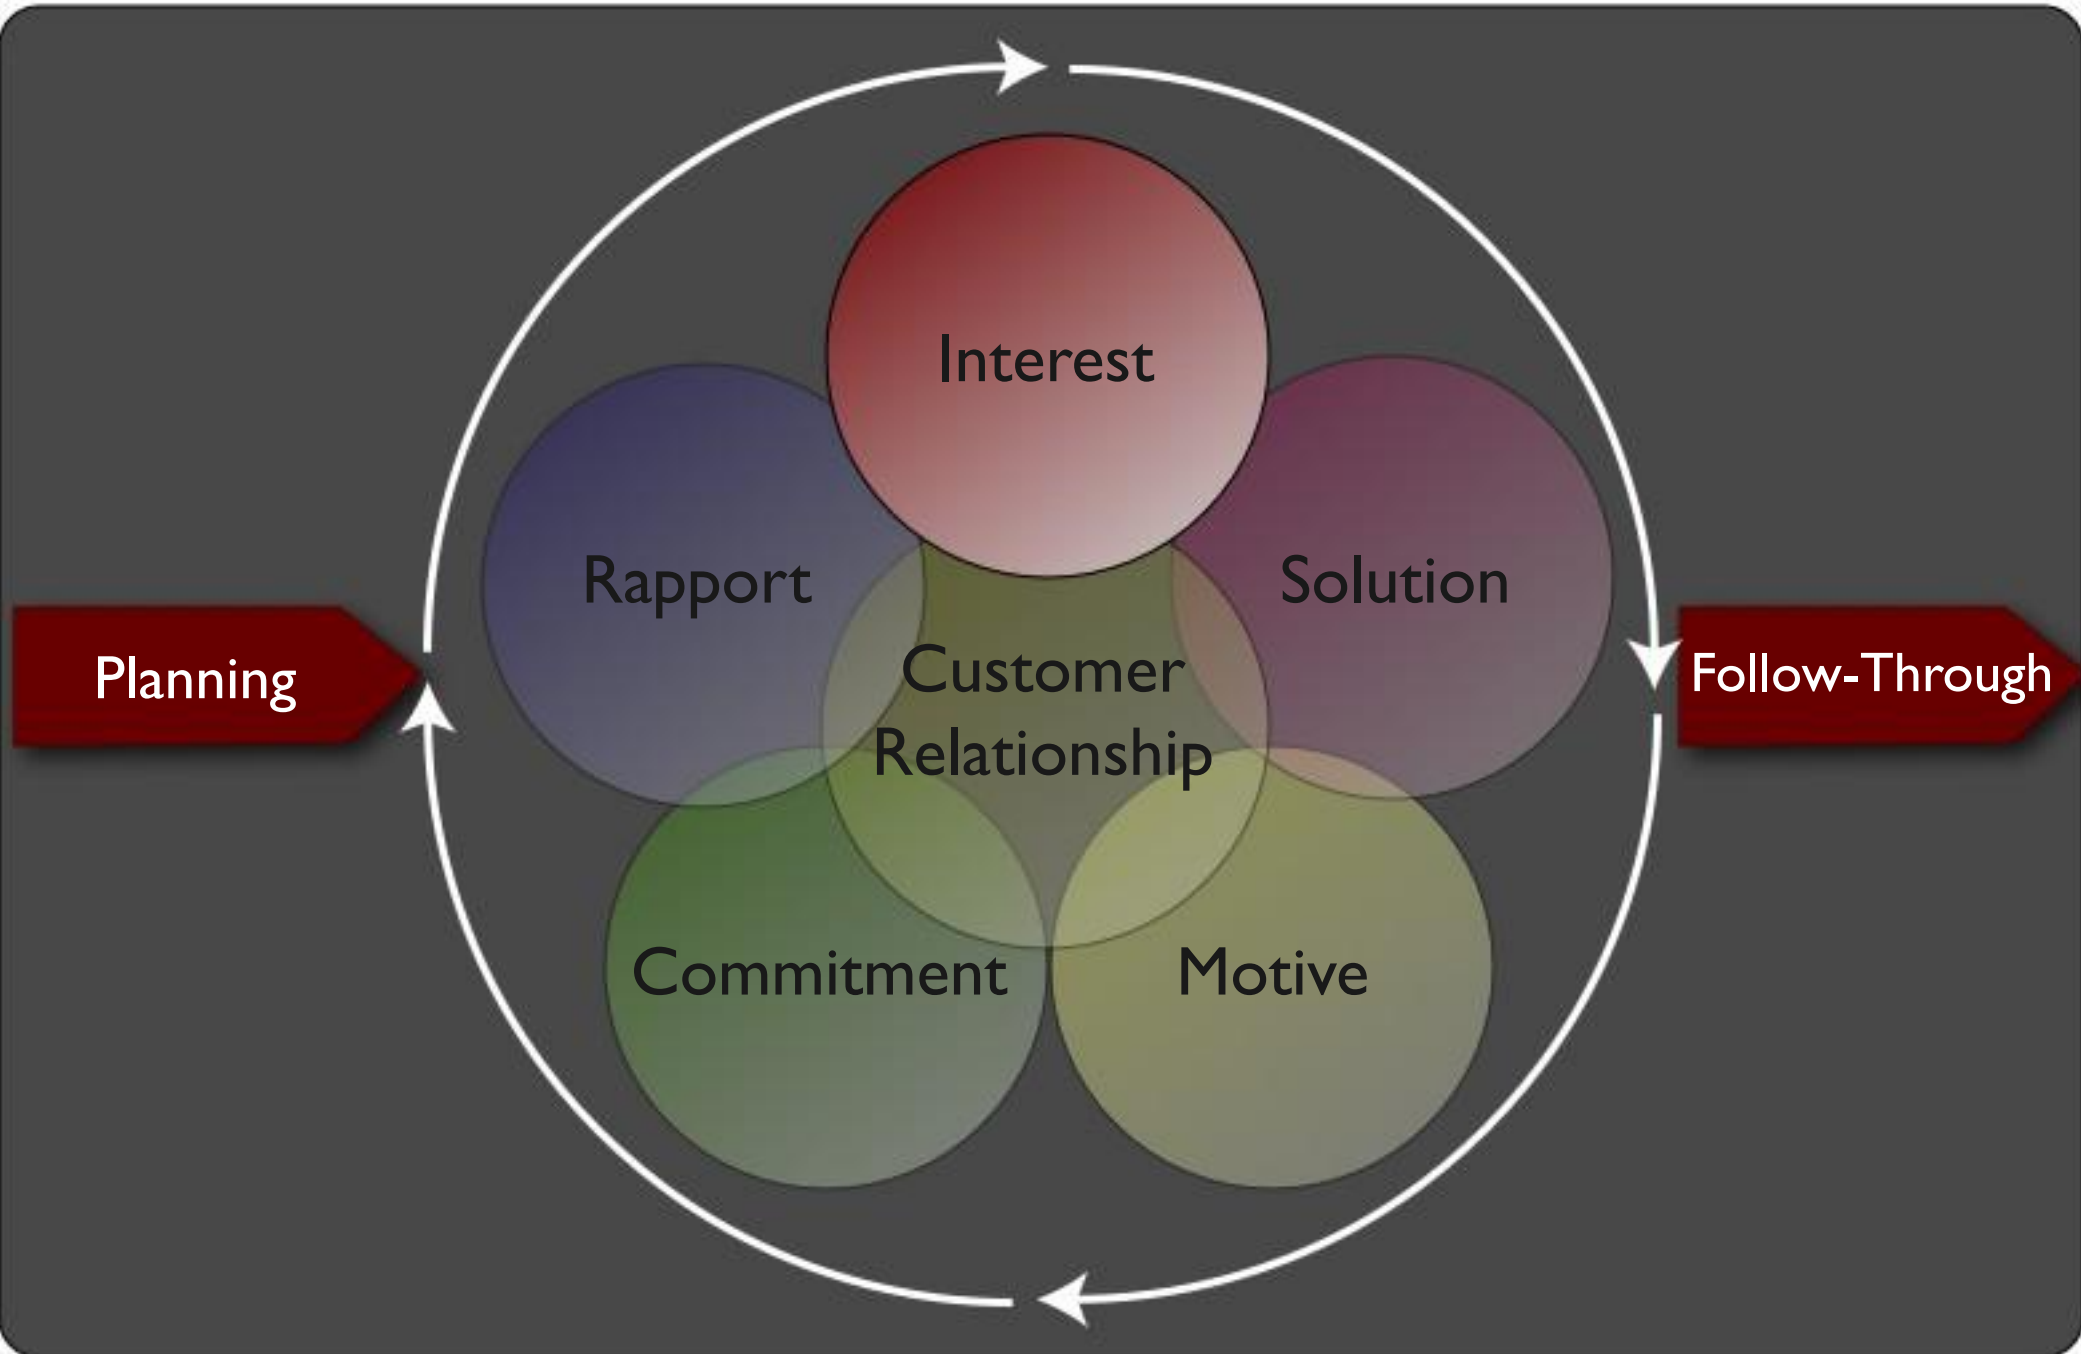 Interest
Rapport
Solution
Customer
Relationship
Planning
Follow-Through
Commitment
Motive